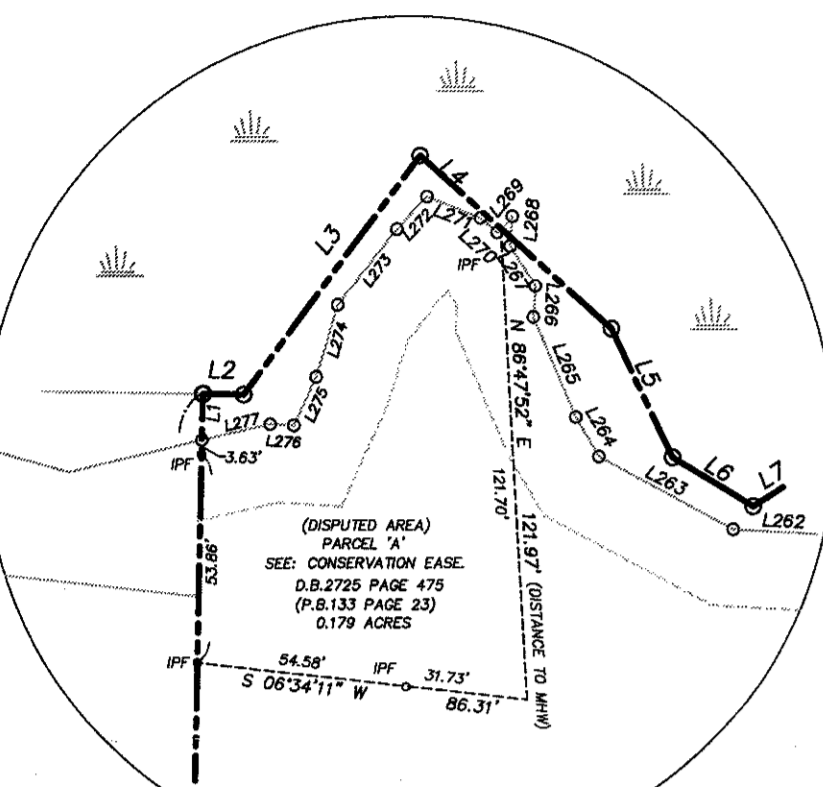 L4
L269
L268
L272
L271
L270
IPF
L267
L3
L273
L266
L274
N 86°47'52" E
L265
L5
L2
L1
L277
L275
L276
L264
IPF
3.63'
L263
L6
L7
L262
121.70'
121.97' (DISTANCE TO MHW)
53.86'
(DISPUTED AREA)
PARCEL 'A'
SEE: CONSERVATION EASE.
D.B.2725 PAGE 475
(P.B.133 PAGE 23)
0.179 ACRES
IPF
54.58'
IPF
31.73'
S 06°34'11" W
86.31'